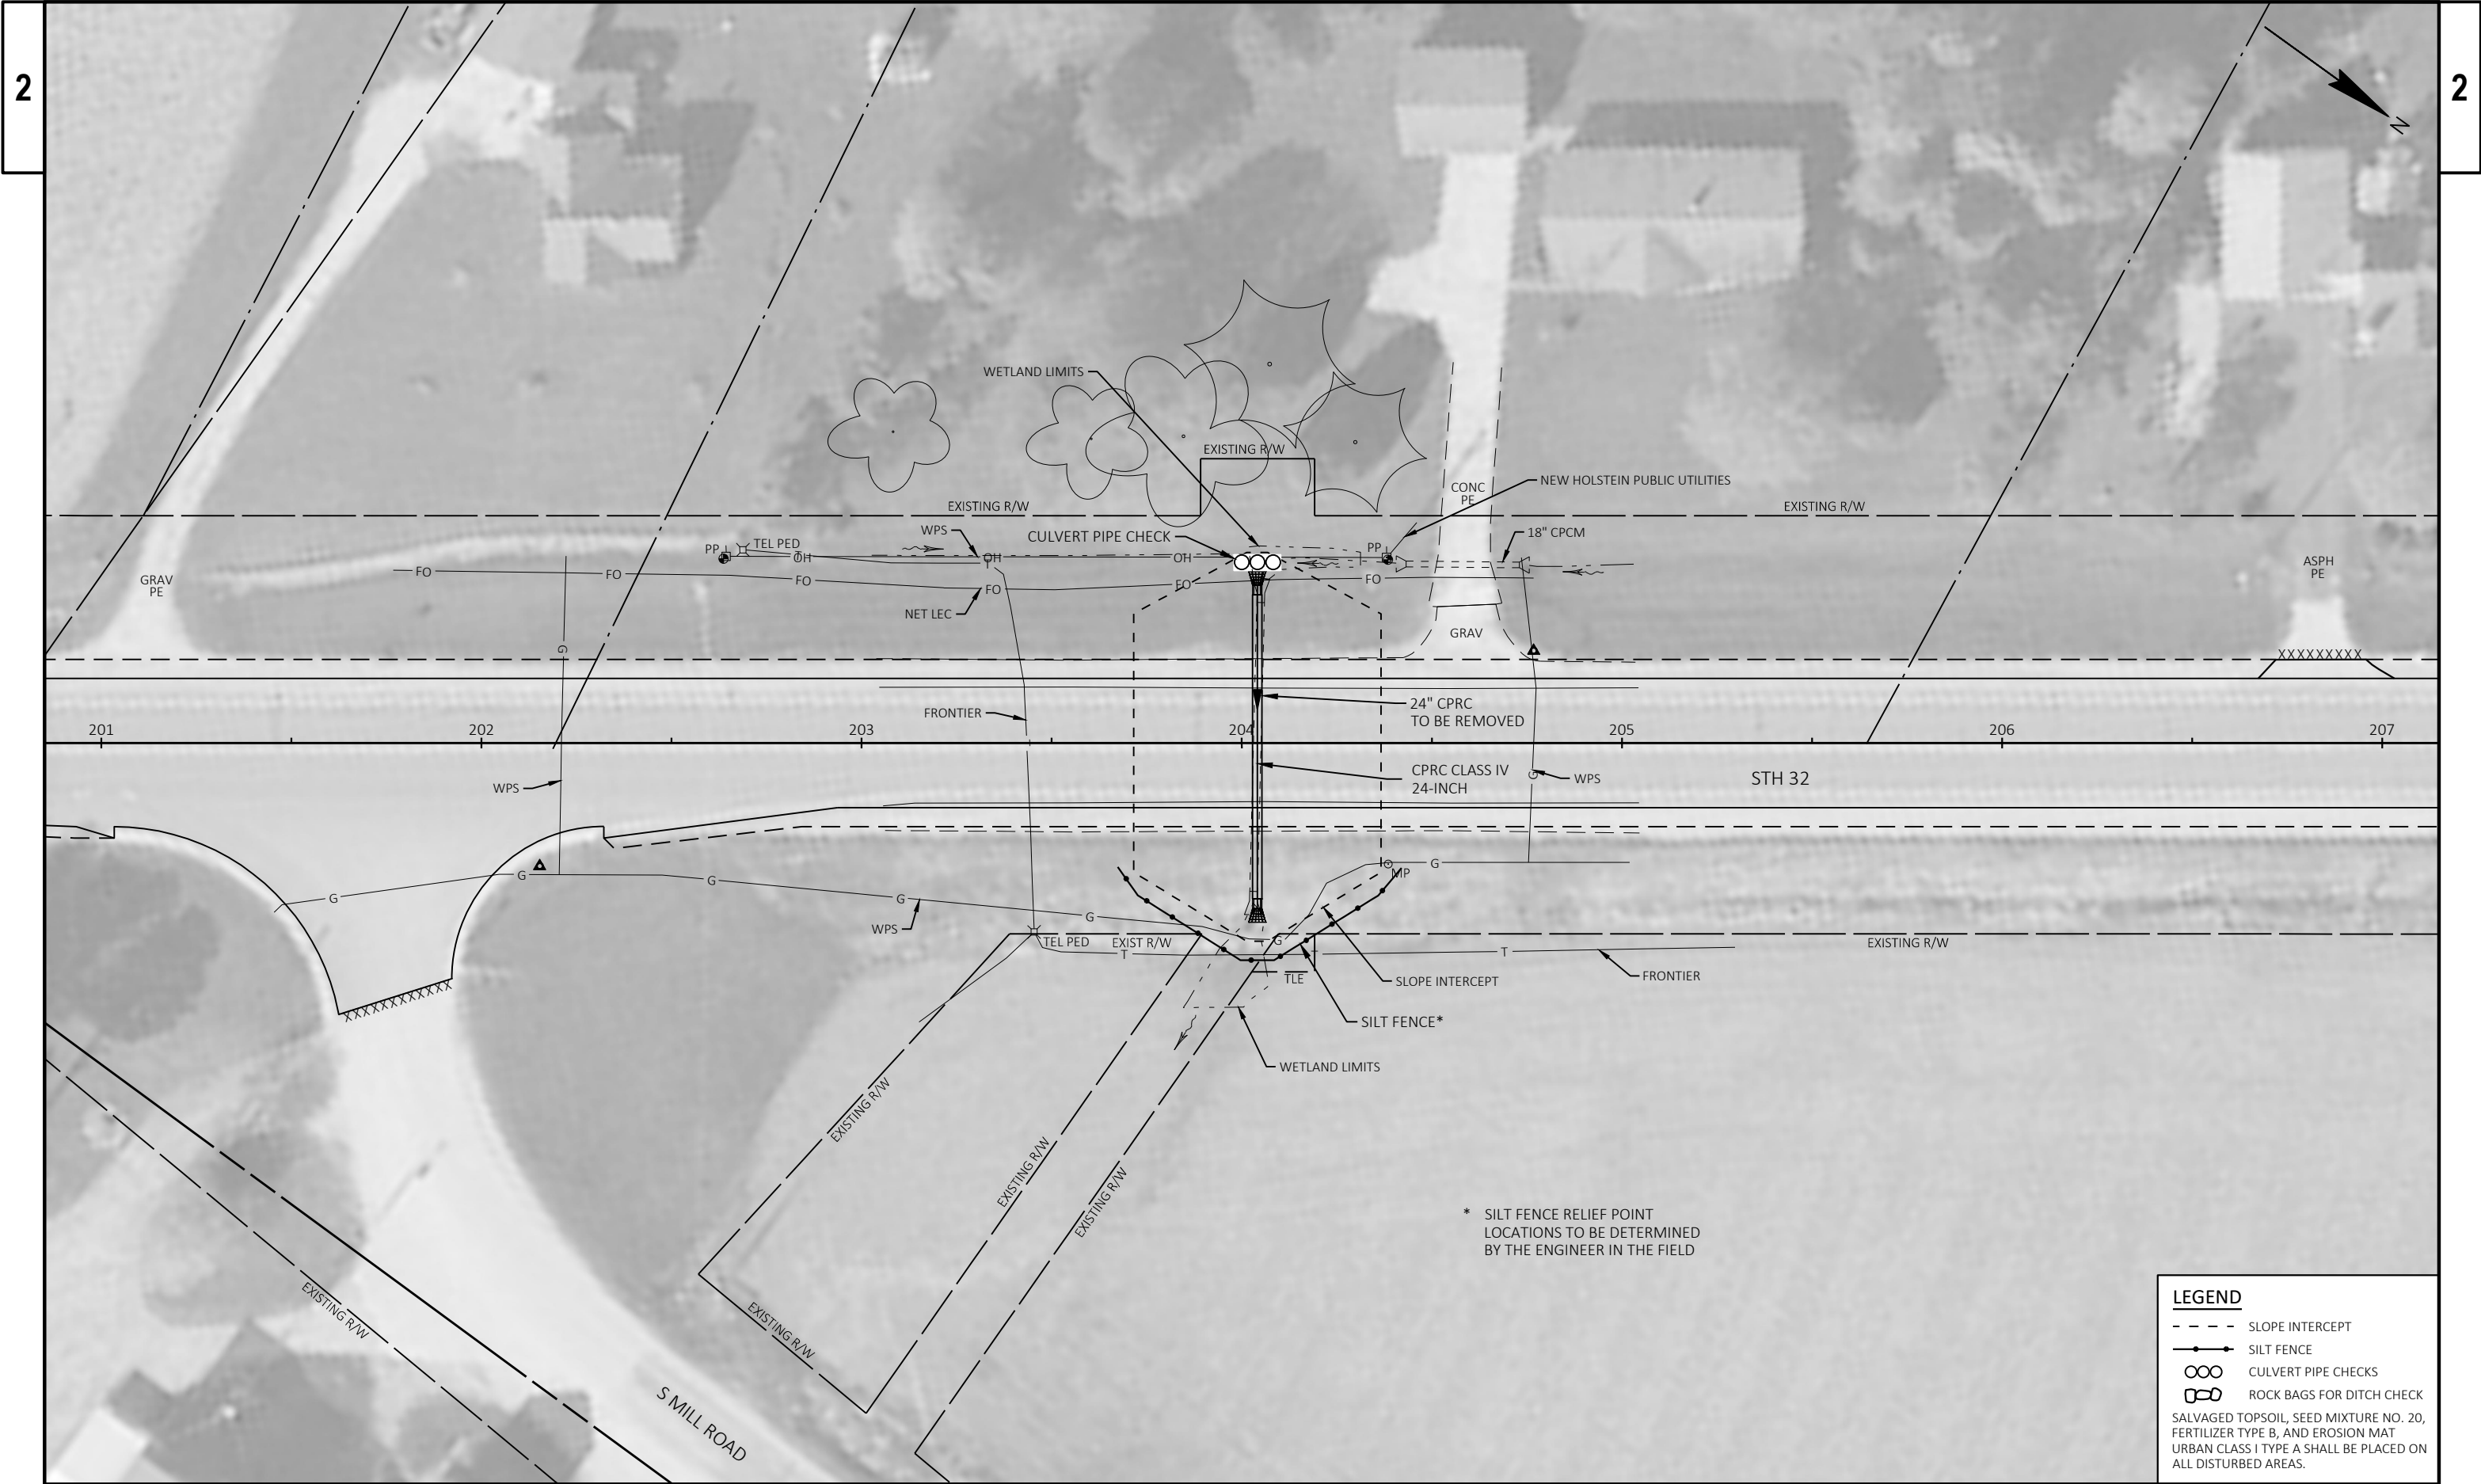 2
2
N
WETLAND LIMITS
EXISTING R/W
CONC
PE
NEW HOLSTEIN PUBLIC UTILITIES
EXISTING R/W
EXISTING R/W
WPS
CULVERT PIPE CHECK
PP
18" CPCM
PP
TEL PED
OH
T
OH
T
OH
FO
FO
FO
FO
FO
FO
GRAV
PE
ASPH
PE
NET LEC
GRAV
G
XXXXXXXXX
24" CPRC
TO BE REMOVED
FRONTIER
201
202
203
204
205
206
207
CPRC CLASS IV
24-INCH
G
WPS
STH 32
WPS
G
MP
G
G
G
G
G
WPS
G
TEL PED
EXIST R/W
EXISTING R/W
T
T
T
FRONTIER
TLE
SLOPE INTERCEPT
XXXXXXXXXX
SILT FENCE*
WETLAND LIMITS
EXISTING R/W
EXISTING R/W
EXISTING R/W
* SILT FENCE RELIEF POINT
LOCATIONS TO BE DETERMINED
BY THE ENGINEER IN THE FIELD
EXISTING R/W
EXISTING R/W
S MILL ROAD
LEGEND
SLOPE INTERCEPT
SILT FENCE
CULVERT PIPE CHECKS
ROCK BAGS FOR DITCH CHECK
SALVAGED TOPSOIL, SEED MIXTURE NO. 20,
FERTILIZER TYPE B, AND EROSION MAT
URBAN CLASS I TYPE A SHALL BE PLACED ON
ALL DISTURBED AREAS.